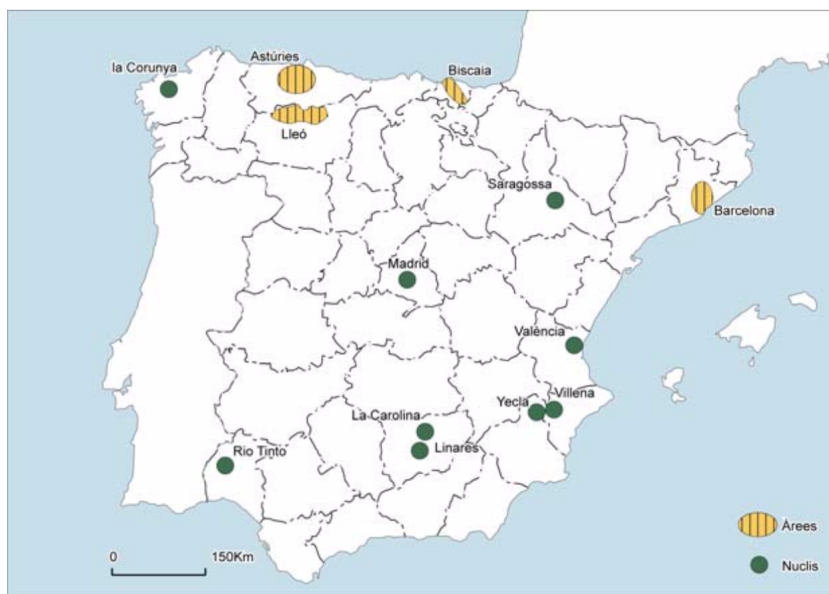 Astúries
la Corunya
Biscaia
Lleó
Saragossa
Barcelona
Madrid
València
Villena
Yecla
La Carolina
Linares
Rio Tinto
Àrees
0 150Km
Nuclis